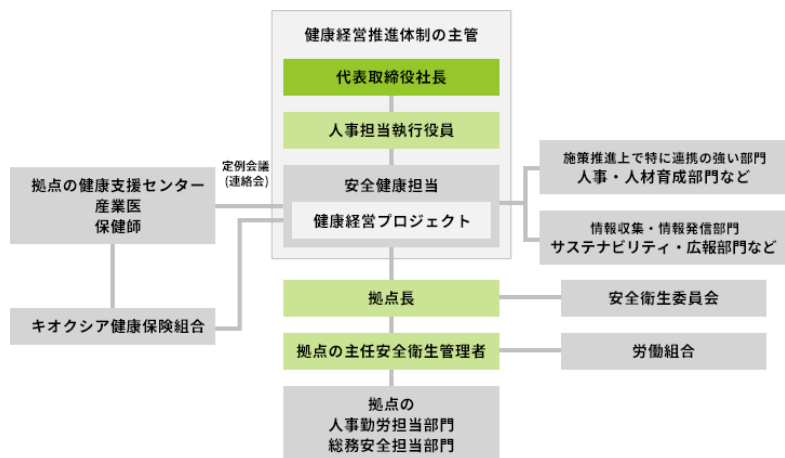 健康経営推進体制の主管
代表取締役社長
人事担当執行役員
安全健康担当
健康経営プロジェクト
定例会議
(連絡会)
拠点の健康支援センター
産業医
保健師
キオクシア健康保険組合
施策推進上で特に連携の強い部門
人事・人材育成部門など
情報収集・情報発信部門
サステナビリティ・広報部門など
拠点長
安全衛生委員会
拠点の主任安全衛生管理者
労働組合
拠点の
人事勤労担当部門
総務安全担当部門